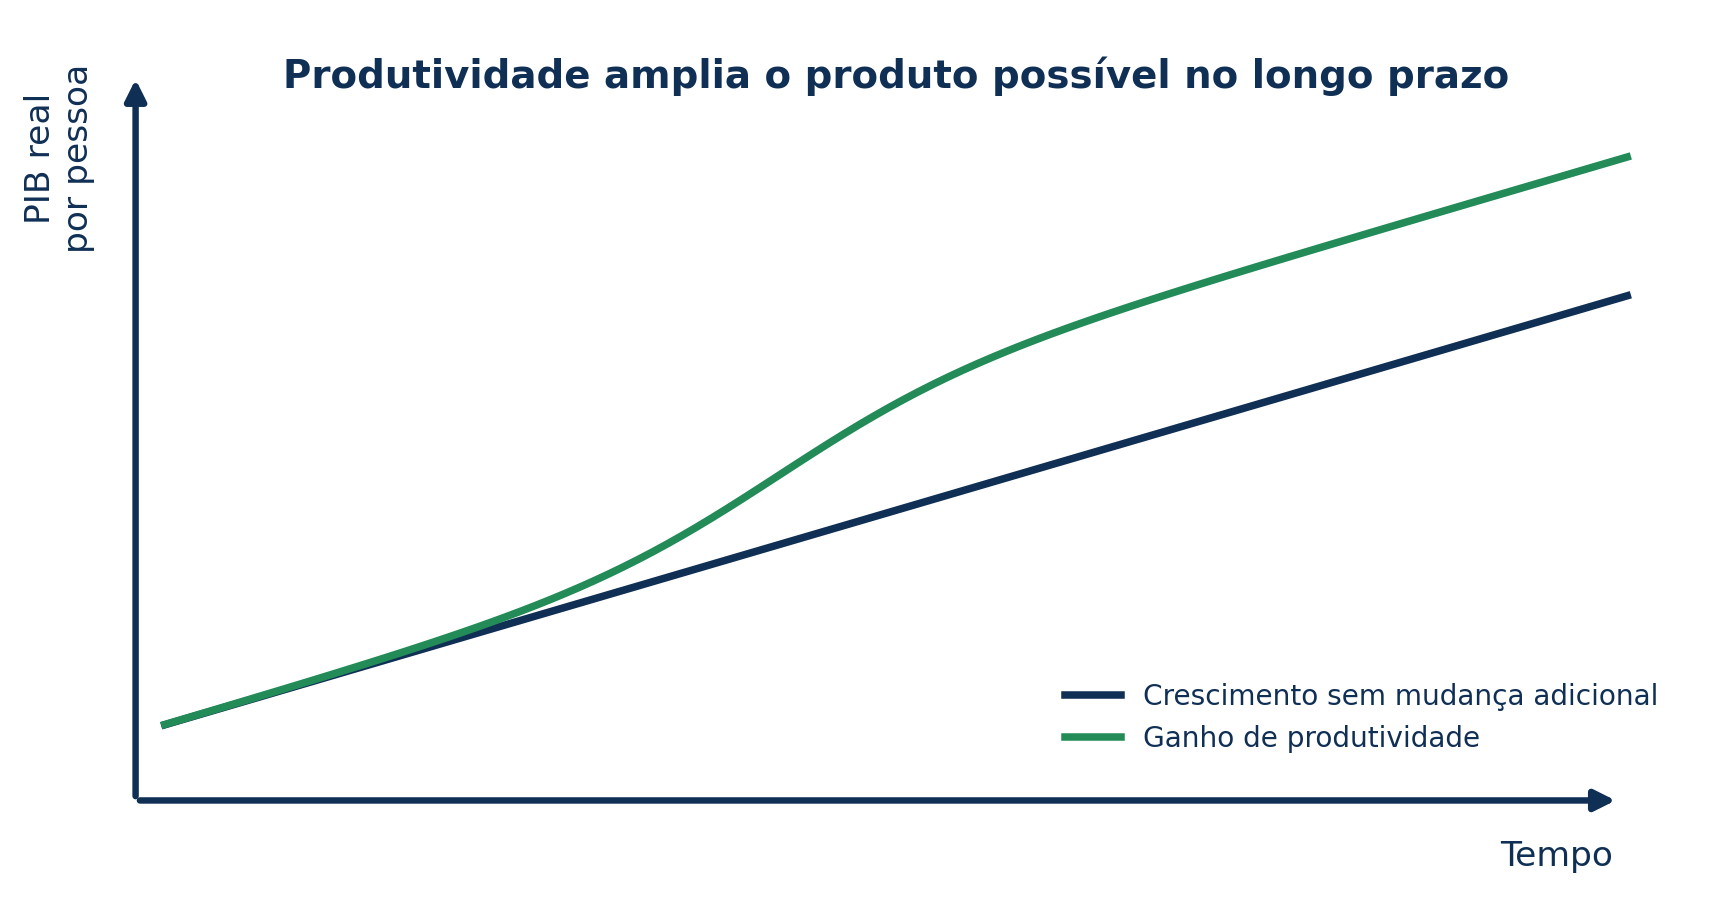 Produtividade amplia o produto possível no longo prazo
PIB real
por pessoa
Crescimento sem mudança adicional
Ganho de produtividade
Tempo